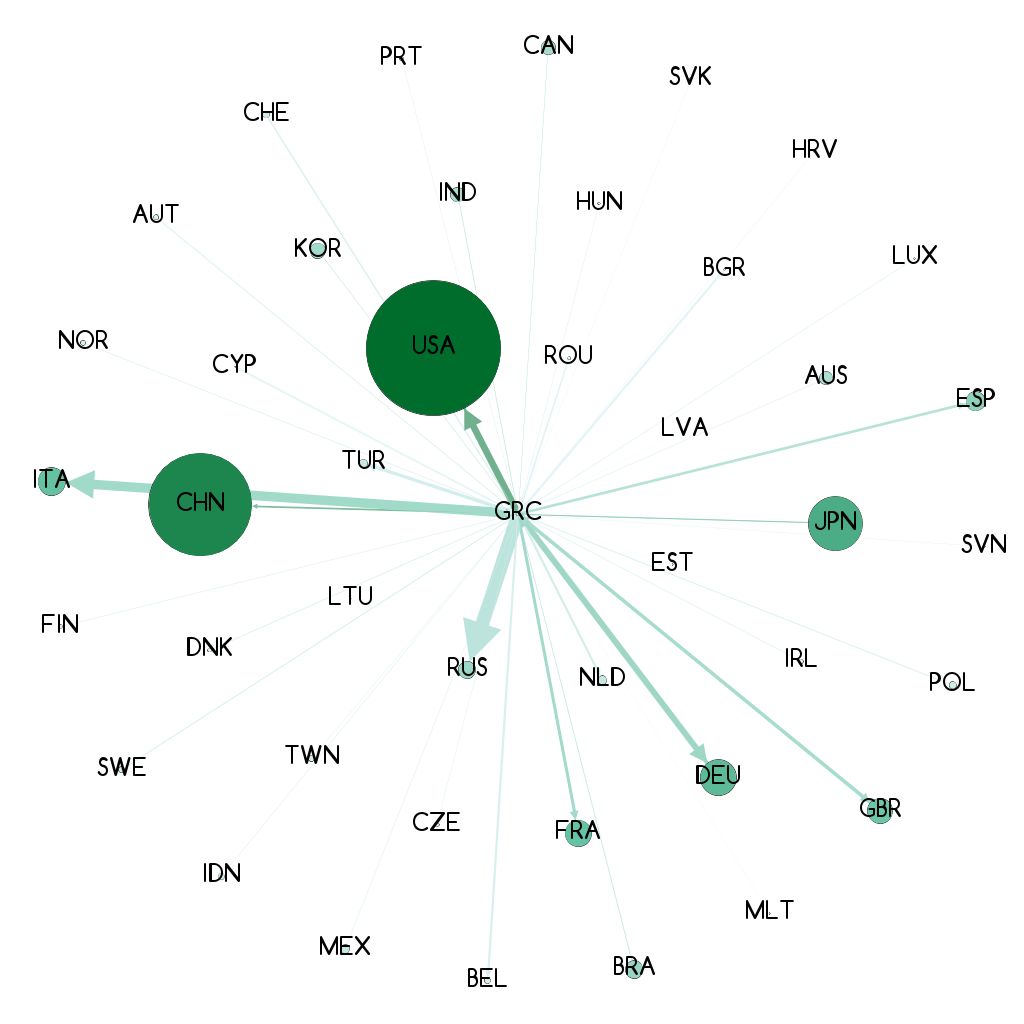 CAN
PRT
SVK
CHE
HRV
IND
HUN
AUT
KOR
LUX
BGR
NOR
USA
ROU
CYP
AUS
ESP
LVA
TUR
ITA
CHN
GRC
JPN
SVN
EST
LTU
FIN
DNK
RUS
IRL
NLD
POL
TWN
SWE
DEU
GBR
CZE
FRA
IDN
MLT
MEX
BRA
BEL